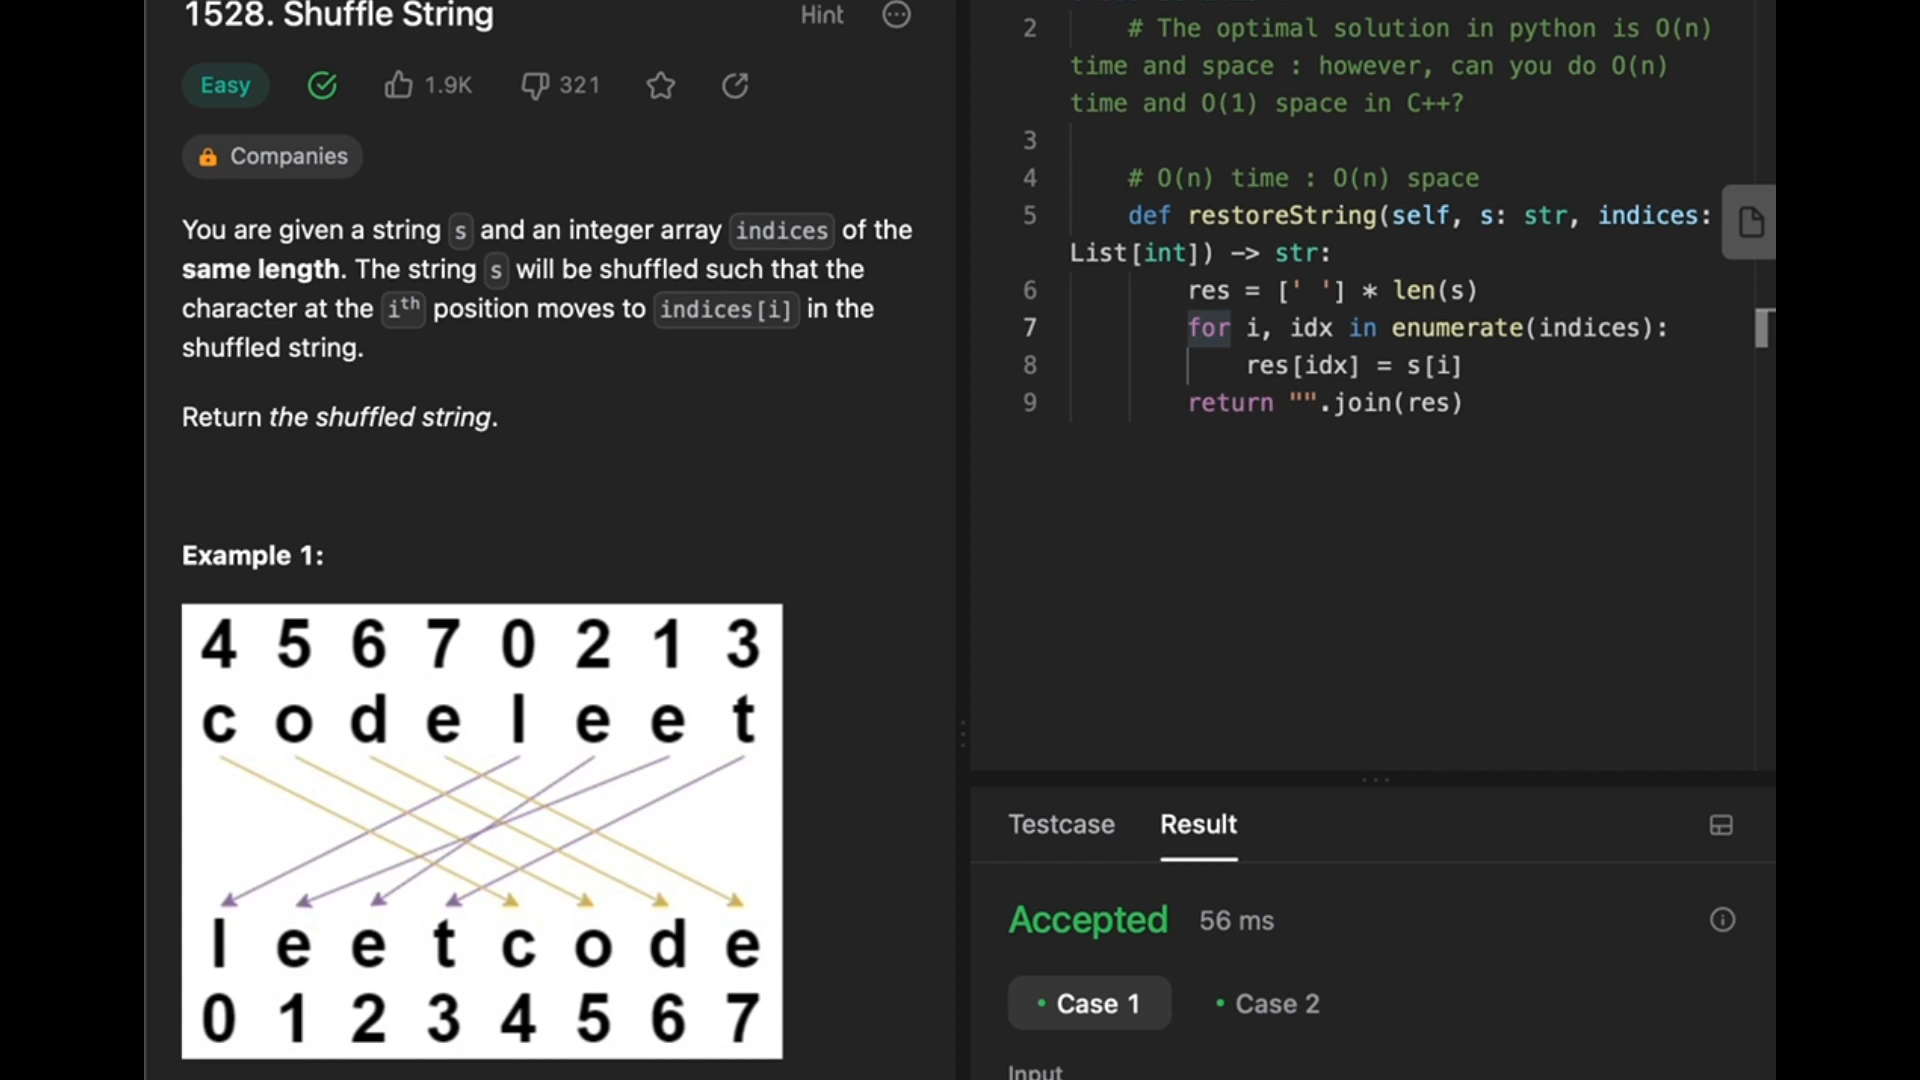 1528. Shuffle String
Hint
Easy
1.9K
321
Companies
You are given a string s and an integer array indices of the
same length. The string s will be shuffled such that the
character at the ith position moves to indices[i] in the
shuffled string.
Return the shuffled string.
Example 1:
4 5 6 7 0 2 1 3
c o d e l e e t
l e e t c o d e
0 1 2 3 4 5 6 7
2 # The optimal solution in python is O(n)
time and space : however, can you do O(n)
time and O(1) space in C++?
3
4 # O(n) time : O(n) space
5 def restoreString(self, s: str, indices:
List[int]) -> str:
6 res = [' '] * len(s)
7 for i, idx in enumerate(indices):
8 res[idx] = s[i]
9 return "".join(res)
Testcase
Result
Accepted
56 ms
• Case 1
• Case 2
Input